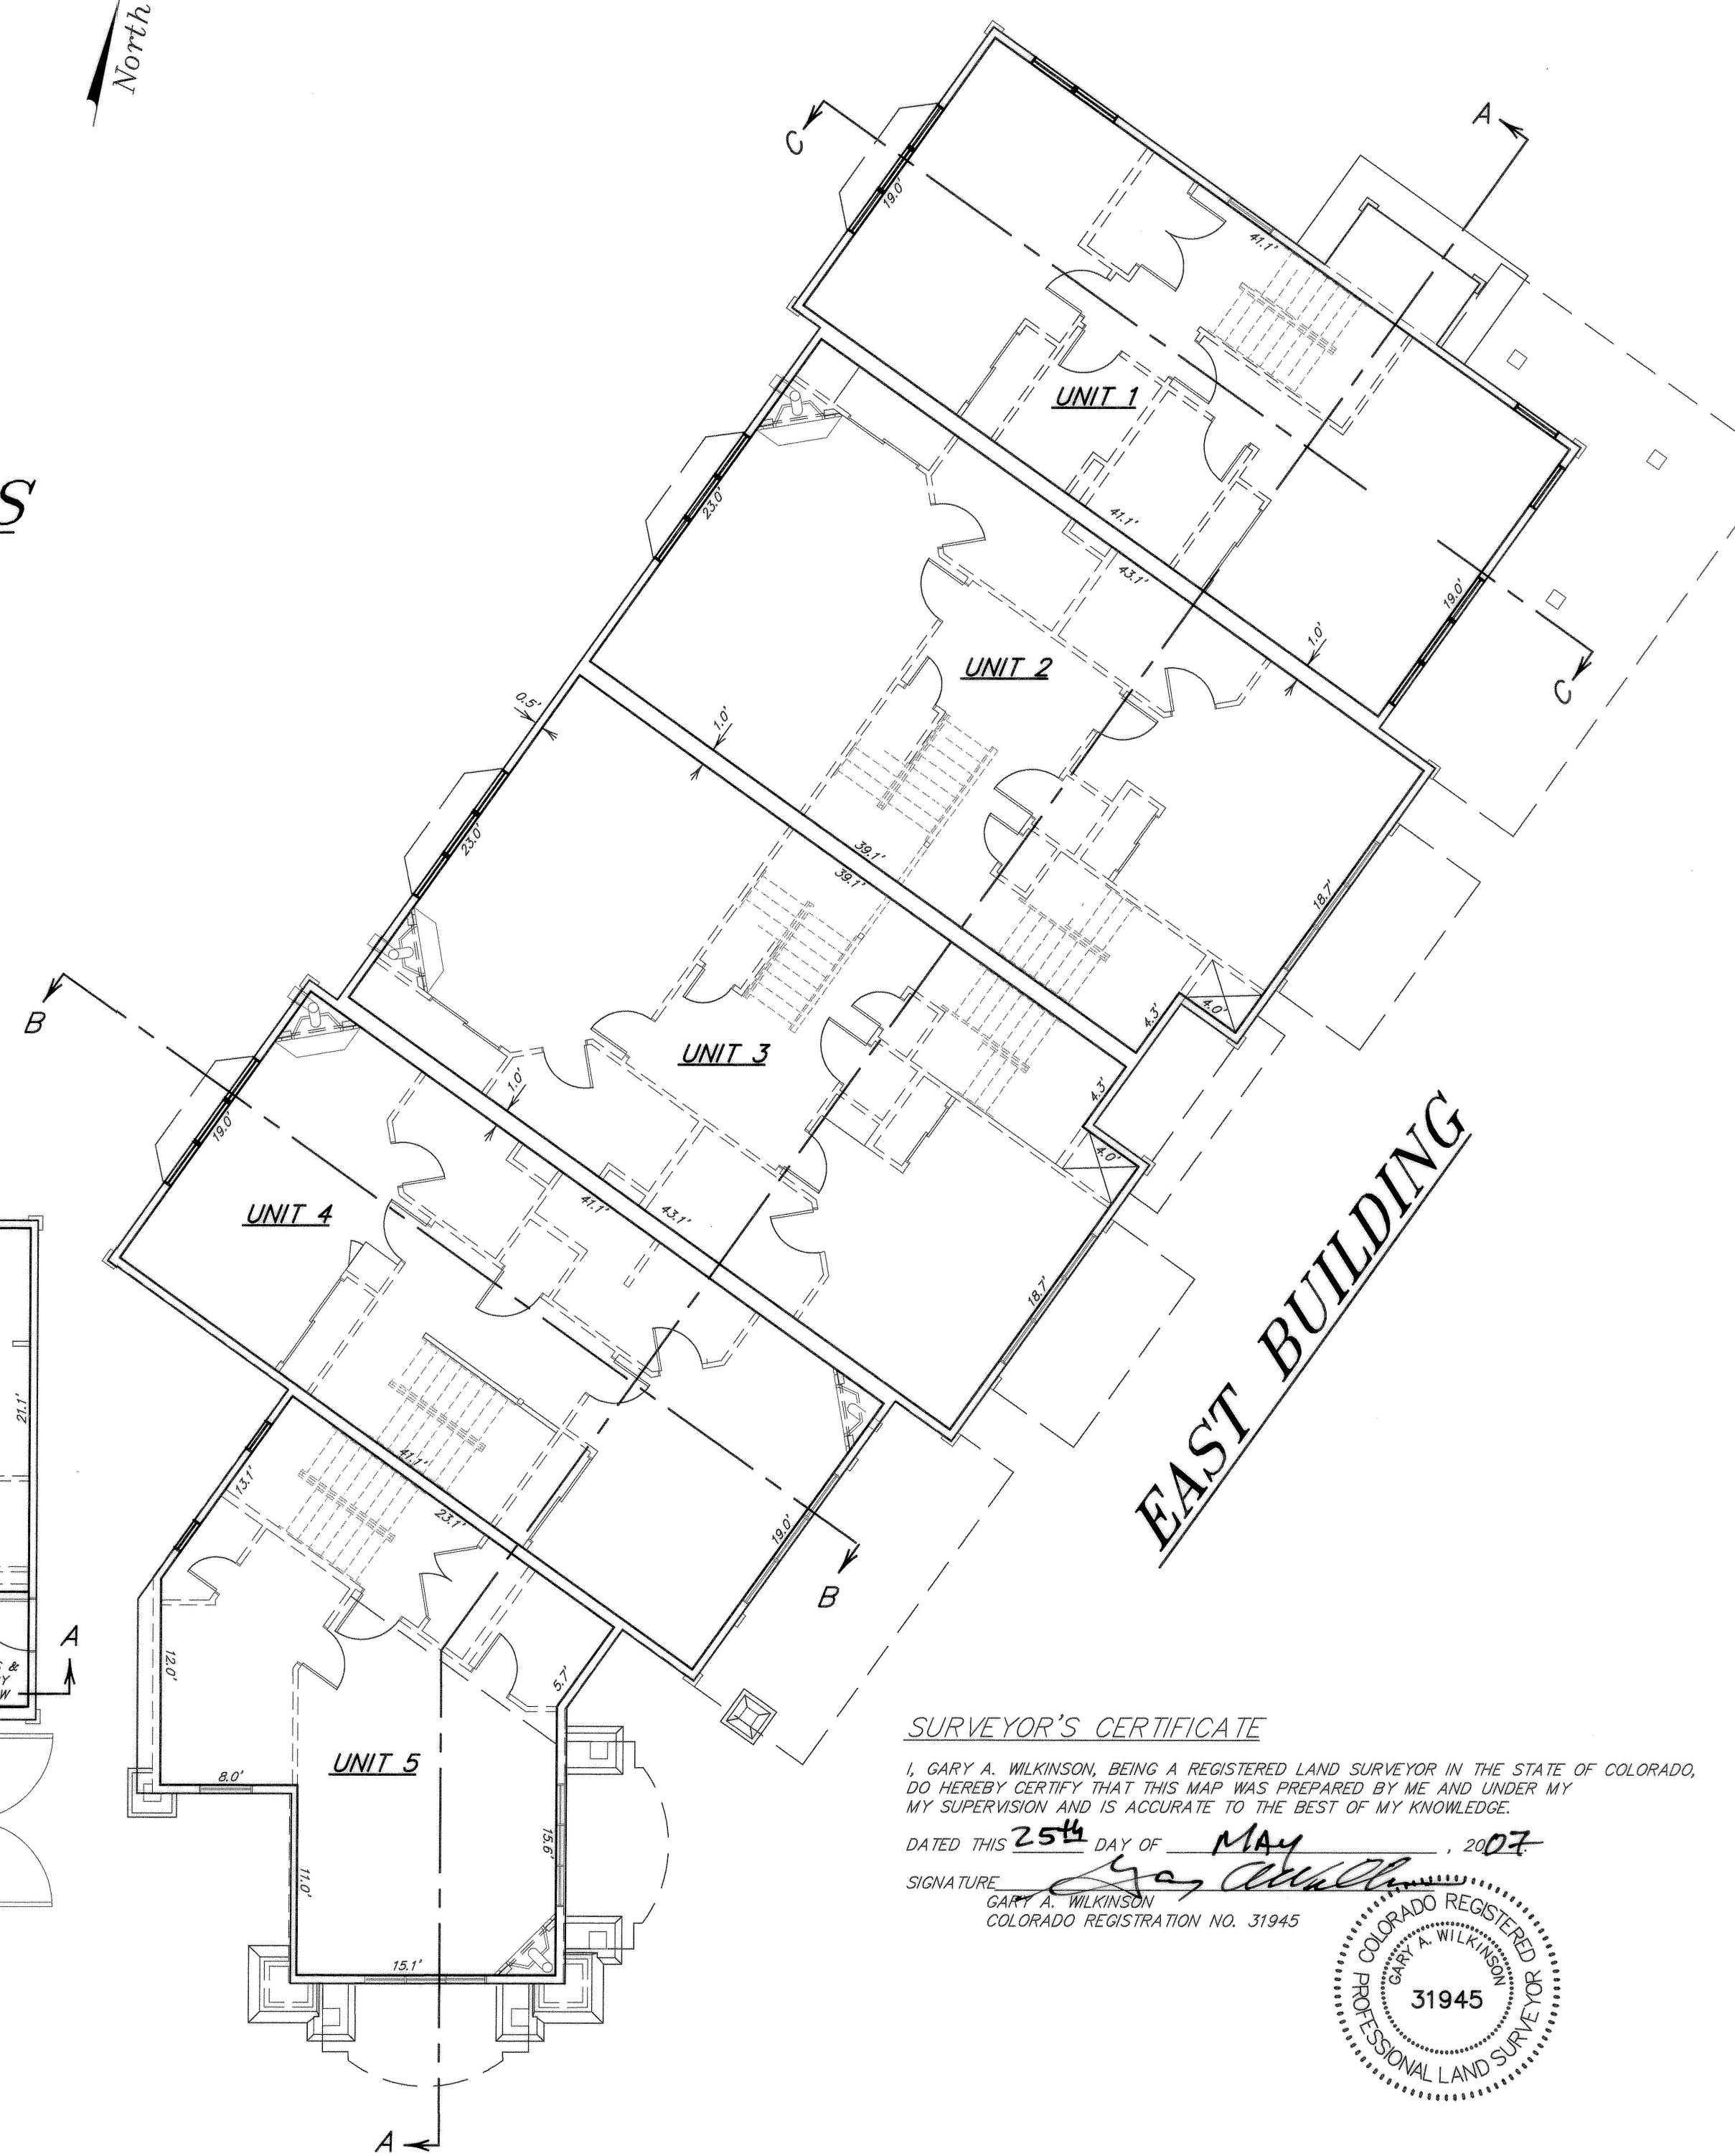 North
S
C
A
19.0'
41.1'
UNIT 1
41.1'
43.1'
19.0'
1.0'
C
23.0'
UNIT 2
0.5'
1.0'
23.0'
39.1'
39.1'
18.7'
4.3'
4.0'
B
UNIT 3
4.3'
4.0'
1.0'
19.0'
UNIT 4
41.1'
43.1'
18.7'
EAST BUILDING
21.1'
41.1'
13.1'
23.1'
19.0'
B
A
&
Y
W
12.0'
5.7'
UNIT 5
8.0'
15.6'
11.0'
15.1'
A
SURVEYOR'S CERTIFICATE
I, GARY A. WILKINSON, BEING A REGISTERED LAND SURVEYOR IN THE STATE OF COLORADO,
DO HEREBY CERTIFY THAT THIS MAP WAS PREPARED BY ME AND UNDER MY
MY SUPERVISION AND IS ACCURATE TO THE BEST OF MY KNOWLEDGE.
DATED THIS 25th DAY OF MAY , 2007.
SIGNATURE
GARY A. WILKINSON
COLORADO REGISTRATION NO. 31945
COLORADO REGISTERED
GARY A. WILKINSON
31945
PROFESSIONAL LAND SURVEYOR